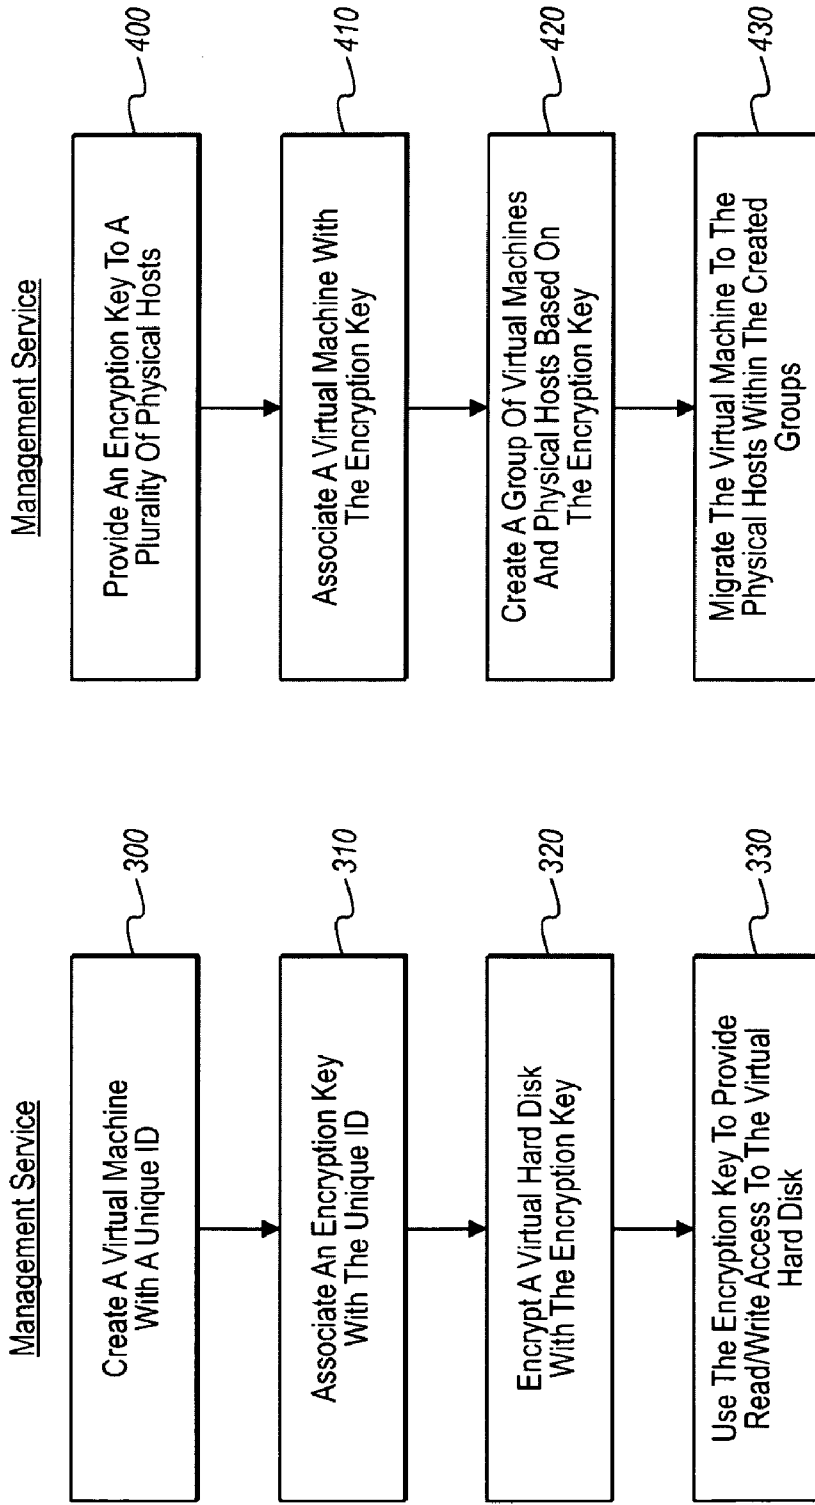 Management Service
Create A Virtual Machine
With A Unique ID
300
Associate An Encryption Key
With The Unique ID
310
Encrypt A Virtual Hard Disk
With The Encryption Key
320
Use The Encryption Key To Provide
Read/Write Access To The Virtual
Hard Disk
330
Management Service
Provide An Encryption Key To A
Plurality Of Physical Hosts
400
Associate A Virtual Machine With
The Encryption Key
410
Create A Group Of Virtual Machines
And Physical Hosts Based On
The Encryption Key
420
Migrate The Virtual Machine To The
Physical Hosts Within The Created
Groups
430